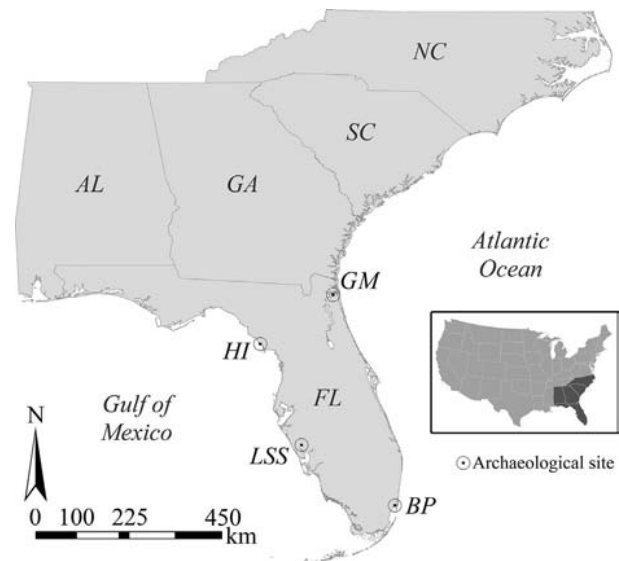 NC
SC
AL
GA
Atlantic
Ocean
GM
HI
FL
Gulf of
Mexico
N
LSS
Archaeological site
BP
0 100 225 450
km